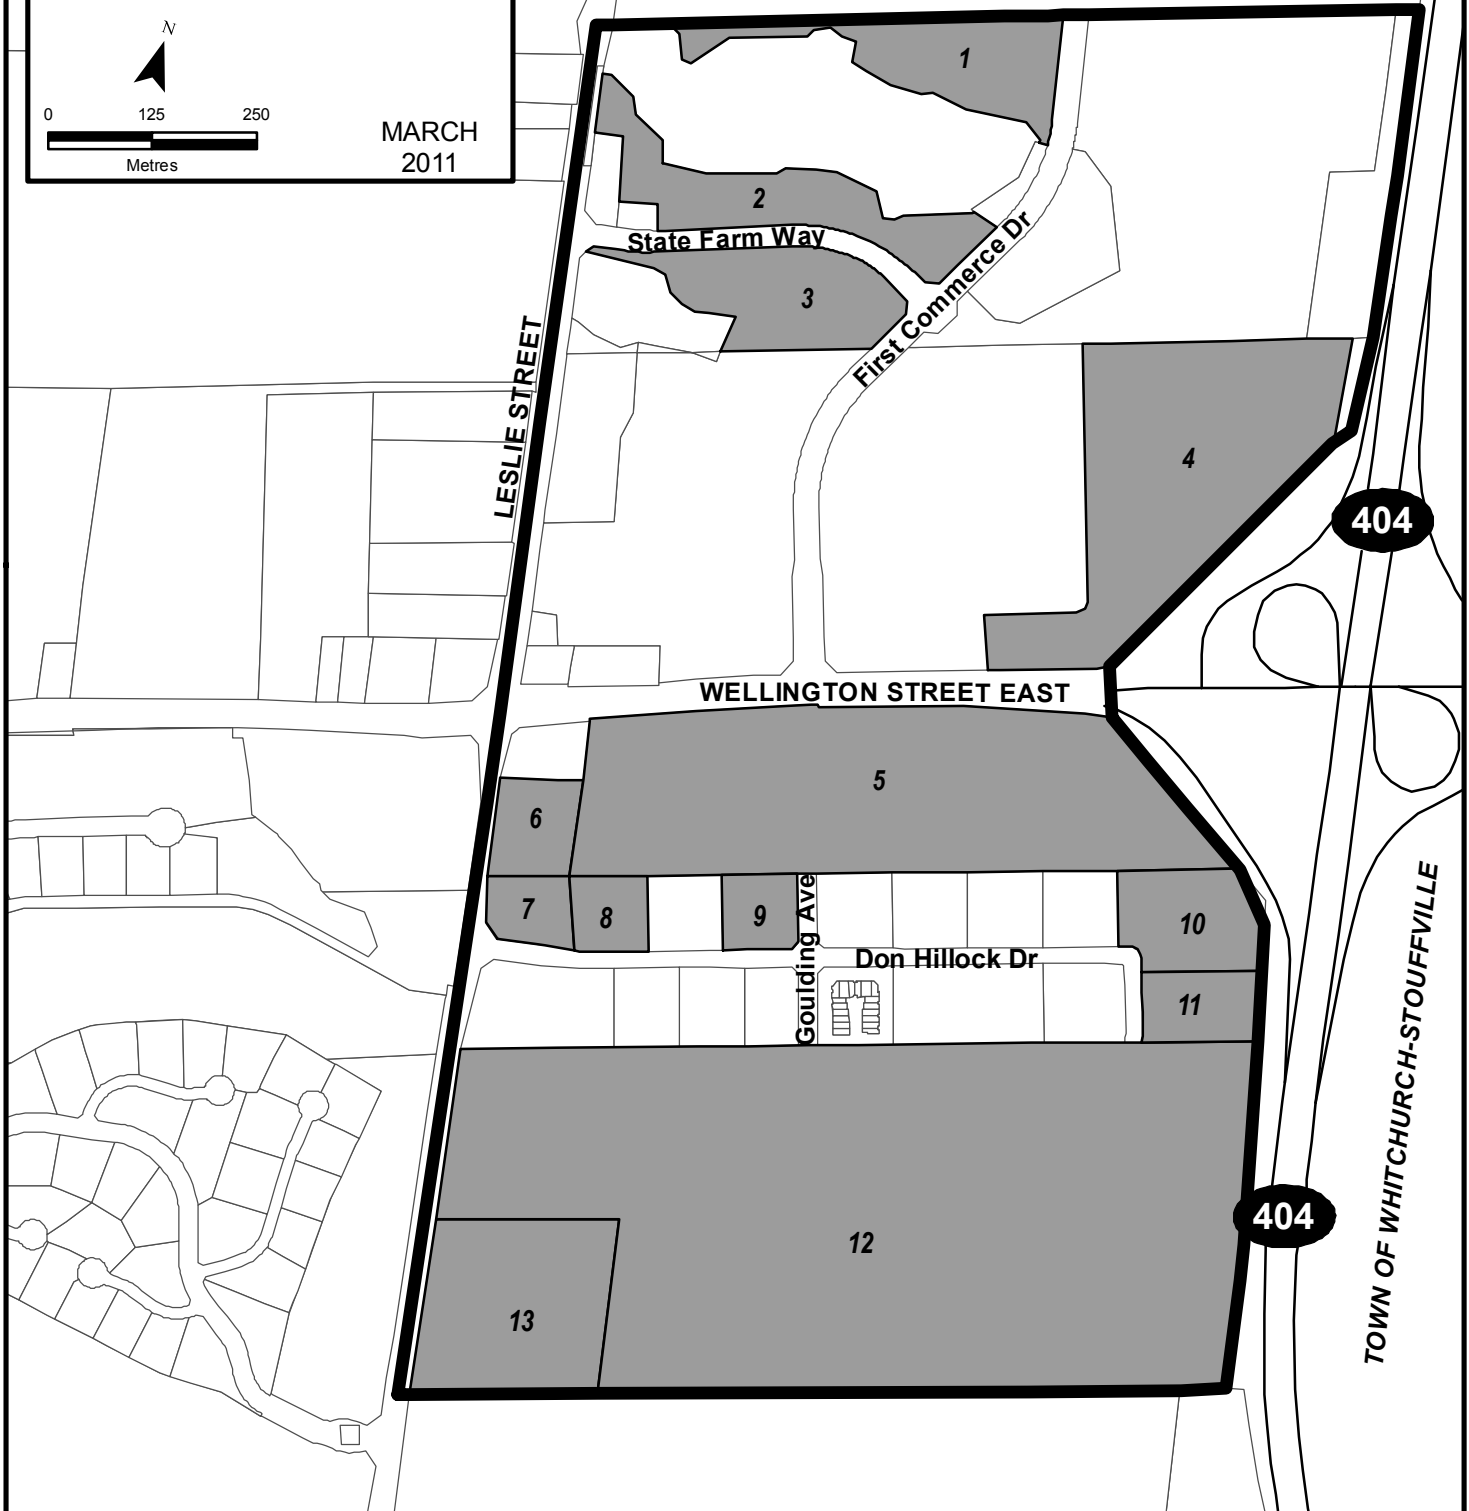 N
0 125 250
Metres
MARCH
2011
1
2
State Farm Way
3
First Commerce Dr
LESLIE STREET
4
404
WELLINGTON STREET EAST
5
6
7
8
9
Goulding Ave
10
Don Hillock Dr
11
TOWN OF WHITCHURCH-STOUFFVILLE
404
12
13